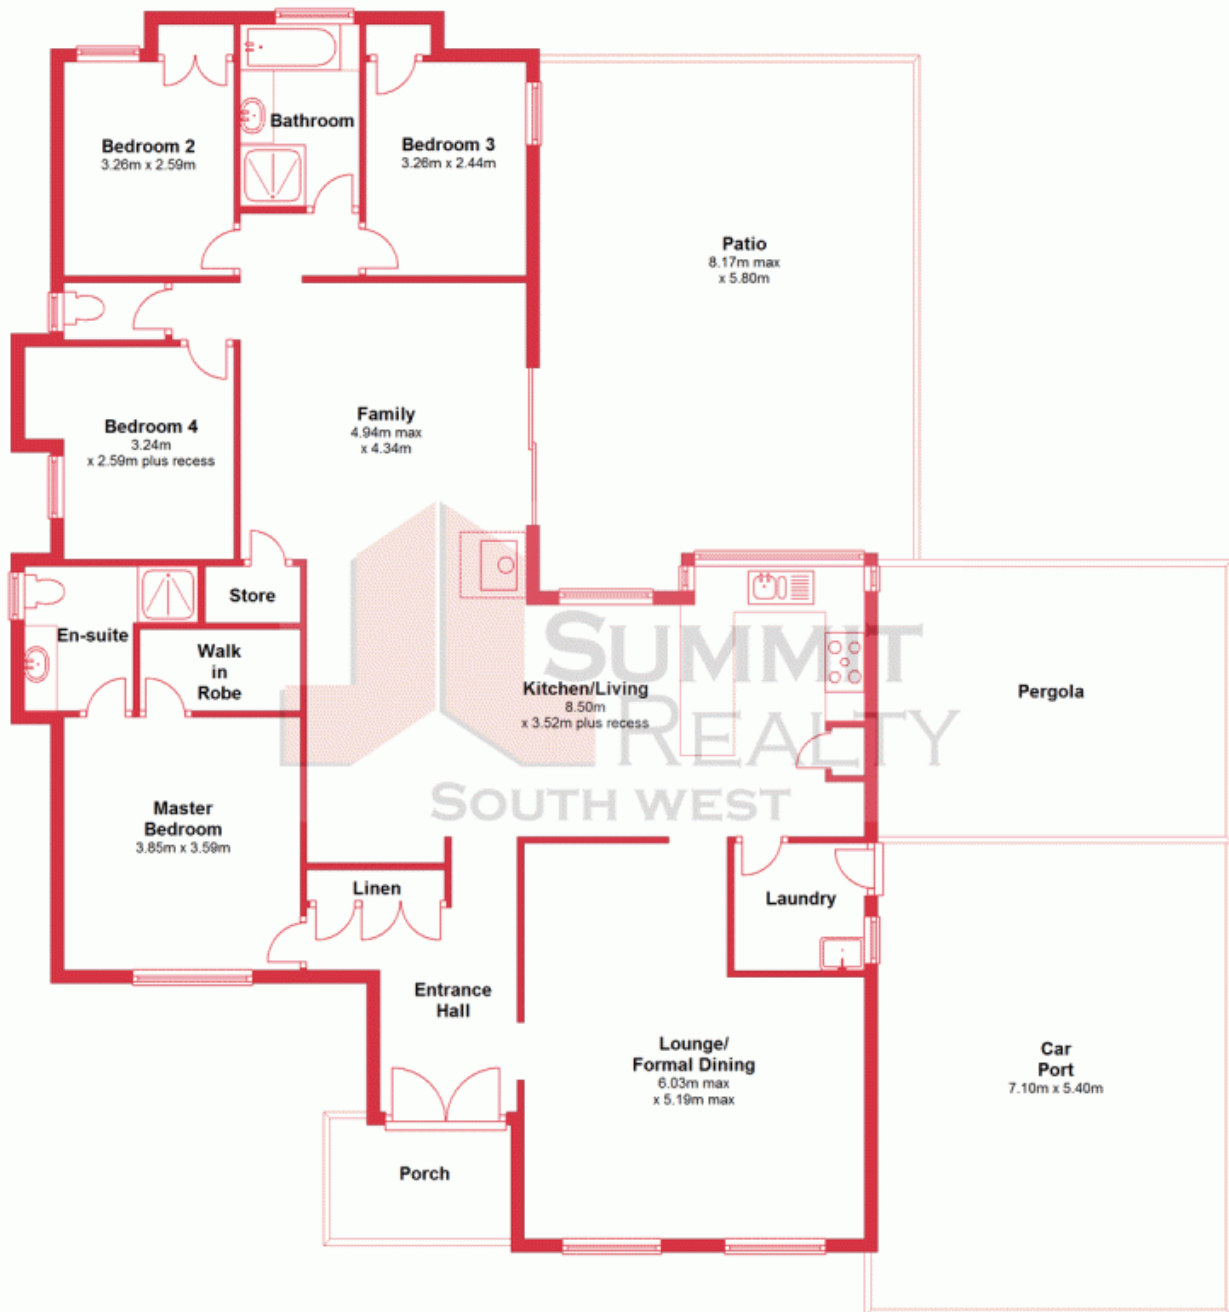 Bathroom
Bedroom 2
3.26m x 2.59m
Bedroom 3
3.26m x 2.44m
Patio
8.17m max
x 5.80m
Family
4.94m max
x 4.34m
Bedroom 4
3.24m
x 2.59m plus recess
Store
En-suite
Walk
in
Robe
SUMMIT
REALTY
SOUTH WEST
Kitchen/Living
8.50m
x 3.52m plus recess
Pergola
Master
Bedroom
3.85m x 3.59m
Linen
Laundry
Entrance
Hall
Lounge/
Formal Dining
6.03m max
x 5.19m max
Car
Port
7.10m x 5.40m
Porch